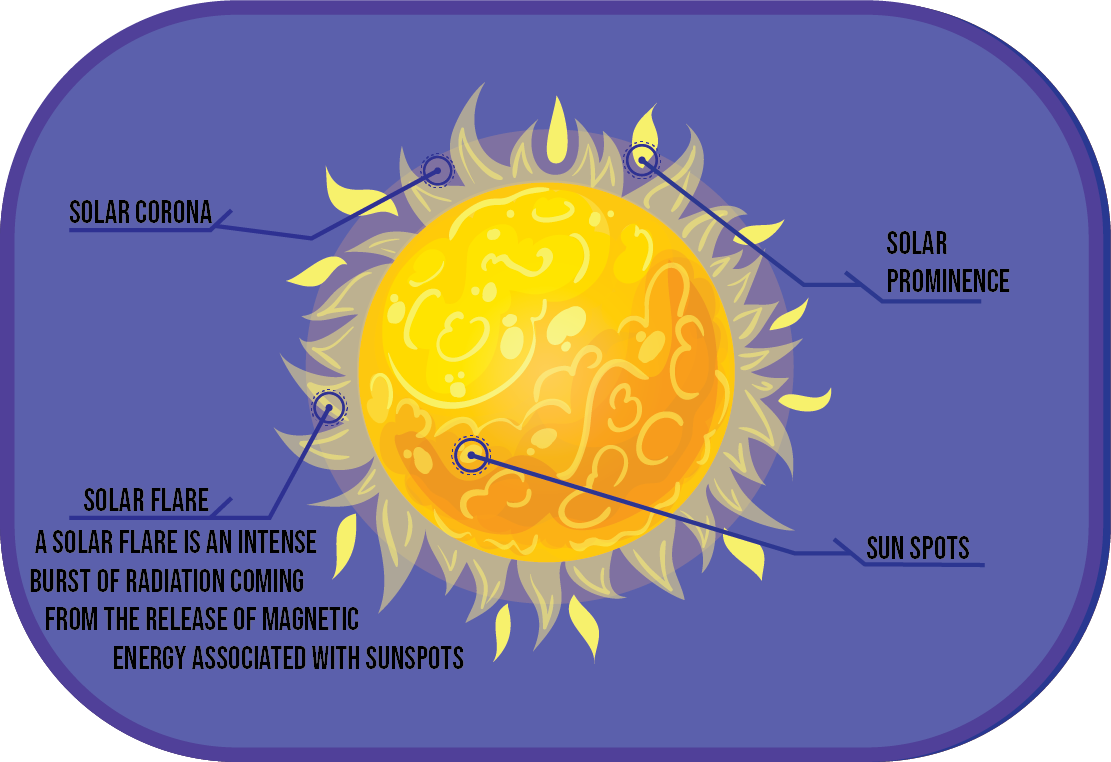 SOLAR CORONA
SOLAR
PROMINENCE
SOLAR FLARE
A SOLAR FLARE IS AN INTENSE
BURST OF RADIATION COMING
FROM THE RELEASE OF MAGNETIC
ENERGY ASSOCIATED WITH SUNSPOTS
SUN SPOTS